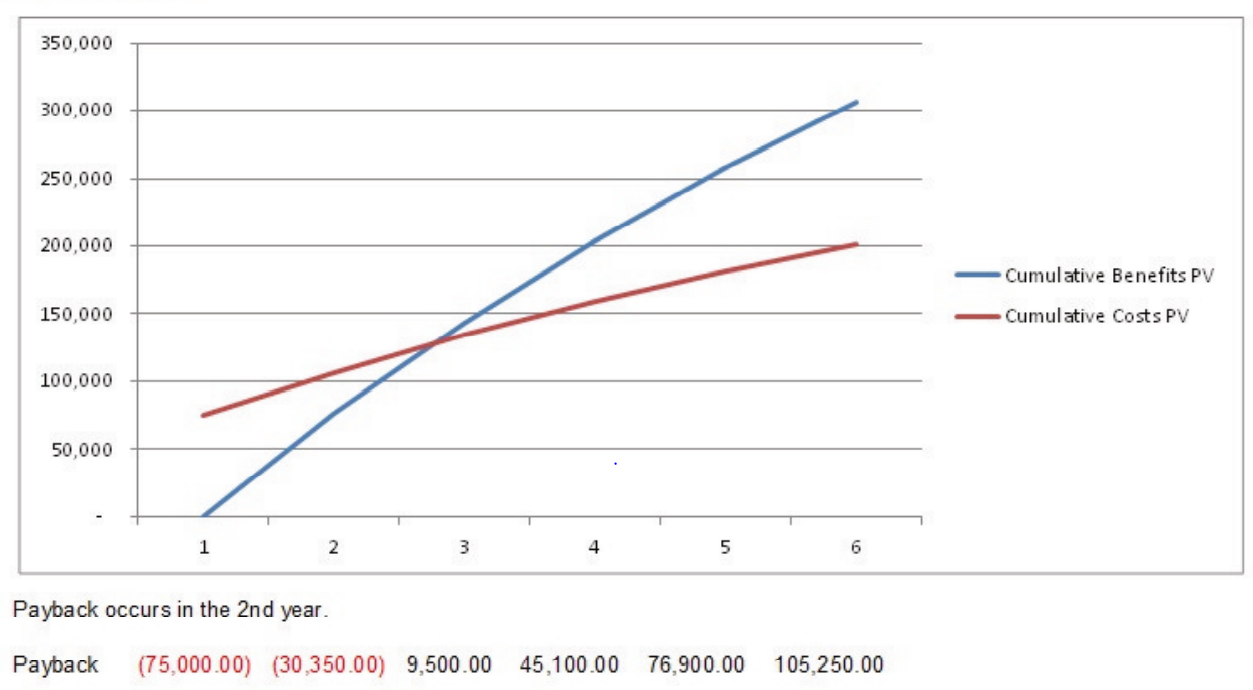 350,000
300,000
250,000
200,000
150,000
100,000
50,000
-
1 2 3 4 5 6
Cumulative Benefits PV
Cumulative Costs PV
Payback occurs in the 2nd year.
Payback (75,000.00) (30,350.00) 9,500.00 45,100.00 76,900.00 105,250.00